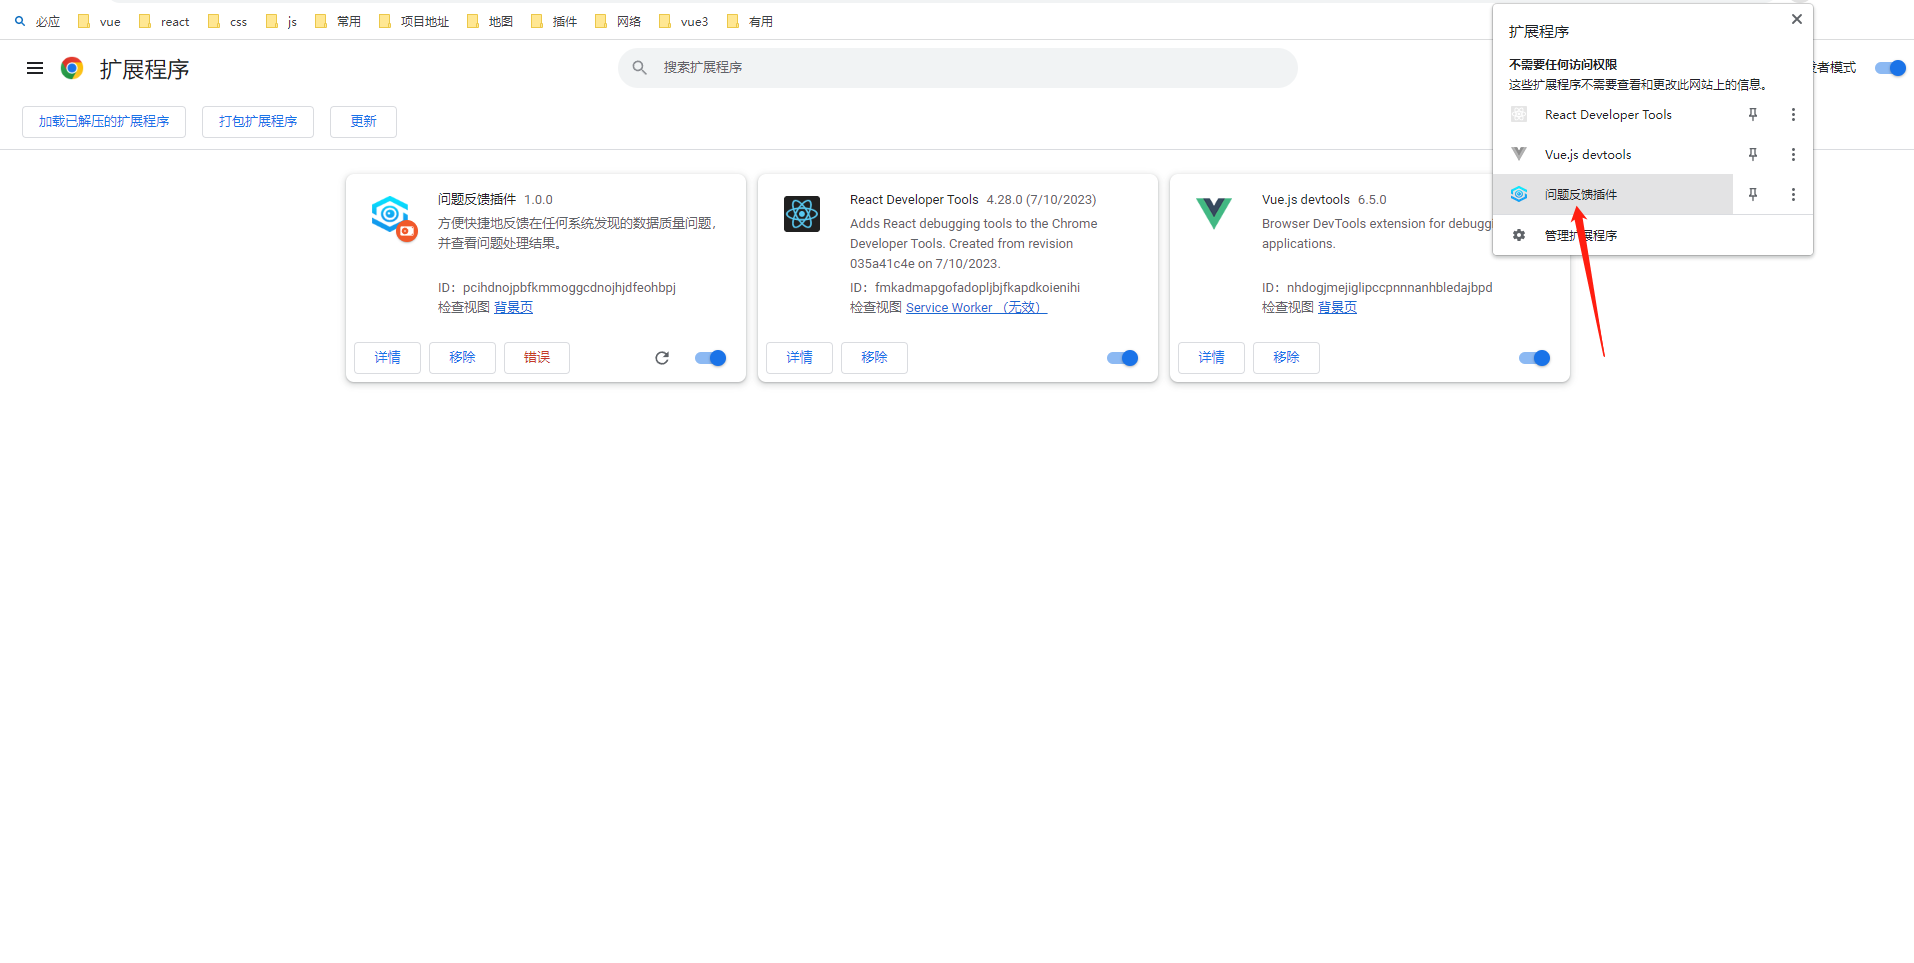 必应 vue react css js 常用 项目地址 地图 插件 网络 vue3 有用
扩展程序
搜索扩展程序
者模式
加载已解压的扩展程序 打包扩展程序 更新
扩展程序
不需要任何访问权限
这些扩展程序不需要查看和更改此网站上的信息。
React Developer Tools
Vue.js devtools
问题反馈插件
管理扩展程序
问题反馈插件 1.0.0
方便快捷地反馈在任何系统发现的数据质量问题，
并查看问题处理结果。
ID：pcihdnojpbfkmmoggcdnojhjdfeohbpj
检查视图 背景页
详情 移除 错误
React Developer Tools 4.28.0 (7/10/2023)
Adds React debugging tools to the Chrome
Developer Tools. Created from revision
035a41c4e on 7/10/2023.
ID：fmkadmapgofadopljbjfkapdkoienihi
检查视图 Service Worker （无效）
详情 移除
Vue.js devtools 6.5.0
Browser DevTools extension for debugg
applications.
ID：nhdogjmejiglipccpnnnanhbledajbpd
检查视图 背景页
详情 移除